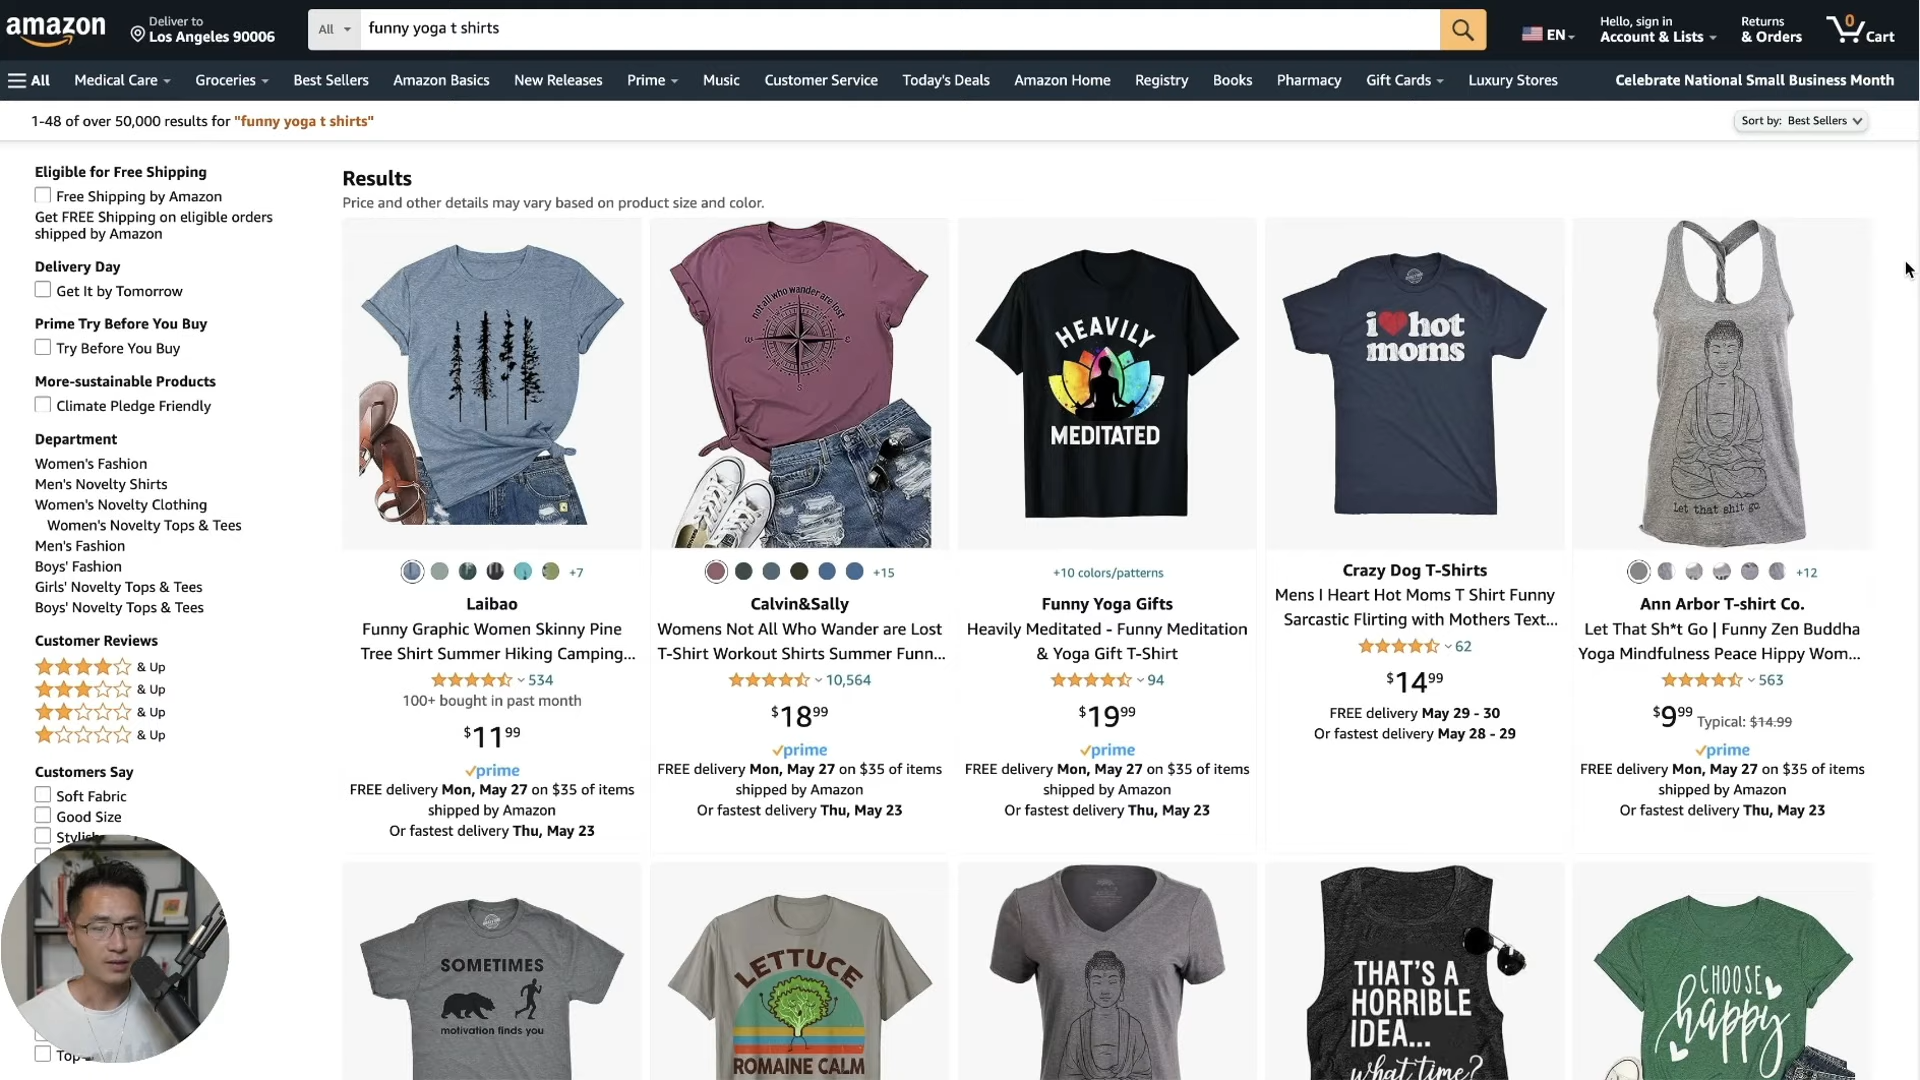 amazon
Deliver to
Los Angeles 90006
All
funny yoga t shirts
EN
Hello, sign in
Account & Lists
Returns
& Orders
0
Cart
All
Medical Care
Groceries
Best Sellers
Amazon Basics
New Releases
Prime
Music
Customer Service
Today's Deals
Amazon Home
Registry
Books
Pharmacy
Gift Cards
Luxury Stores
Celebrate National Small Business Month
1-48 of over 50,000 results for "funny yoga t shirts"
Sort by: Best Sellers
Eligible for Free Shipping
Free Shipping by Amazon
Get FREE Shipping on eligible orders
shipped by Amazon
Delivery Day
Get It by Tomorrow
Prime Try Before You Buy
Try Before You Buy
More-sustainable Products
Climate Pledge Friendly
Department
Women's Fashion
Men's Novelty Shirts
Women's Novelty Clothing
Women's Novelty Tops & Tees
Men's Fashion
Boys' Fashion
Girls' Novelty Tops & Tees
Boys' Novelty Tops & Tees
Customer Reviews
& Up
& Up
& Up
& Up
Customers Say
Soft Fabric
Good Size
Top
Results
Price and other details may vary based on product size and color.
+7
Laibao
Funny Graphic Women Skinny Pine
Tree Shirt Summer Hiking Camping...
534
100+ bought in past month
$11 99
prime
FREE delivery Mon, May 27 on $35 of items
shipped by Amazon
Or fastest delivery Thu, May 23
not all who wander are lost
W
E
S
+15
Calvin&Sally
Womens Not All Who Wander are Lost
T-Shirt Workout Shirts Summer Funn...
10,564
$18 99
prime
FREE delivery Mon, May 27 on $35 of items
shipped by Amazon
Or fastest delivery Thu, May 23
HEAVILY
MEDITATED
+10 colors/patterns
Funny Yoga Gifts
Heavily Meditated - Funny Meditation
& Yoga Gift T-Shirt
94
$19 99
prime
FREE delivery Mon, May 27 on $35 of items
shipped by Amazon
Or fastest delivery Thu, May 23
i hot
moms
Crazy Dog T-Shirts
Mens I Heart Hot Moms T Shirt Funny
Sarcastic Flirting with Mothers Text...
62
$14 99
FREE delivery May 29 - 30
Or fastest delivery May 28 - 29
Let that shit go
+12
Ann Arbor T-shirt Co.
Let That Sh*t Go | Funny Zen Buddha
Yoga Mindfulness Peace Hippy Wom...
563
$9 99 Typical: $14.99
prime
FREE delivery Mon, May 27 on $35 of items
shipped by Amazon
Or fastest delivery Thu, May 23
SOMETIMES
motivation finds you
LETTUCE
ROMAINE CALM
THAT'S A
HORRIBLE
IDEA...
what time?
CHOOSE
happy